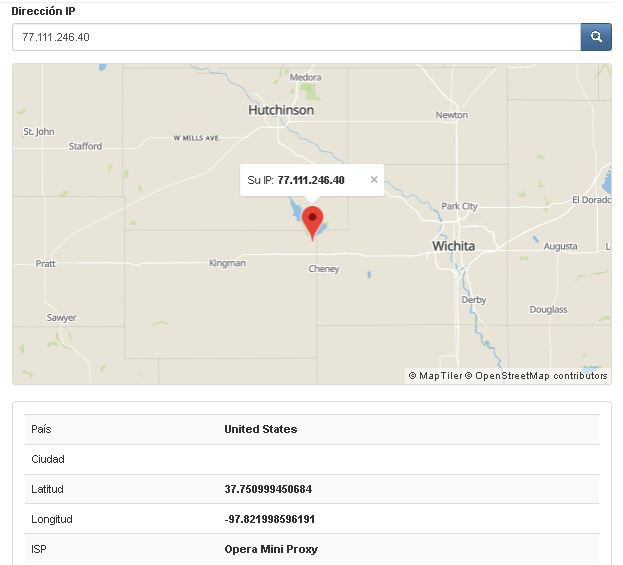 Dirección IP
77.111.246.40
Medora
Hutchinson
Newton
St. John
W MILLS AVE.
Stafford
Su IP: 77.111.246.40 ×
El Dorado
Park City
Wichita
Augusta
Pratt
Kingman
Cheney
Derby
Douglass
Sawyer
© MapTiler © OpenStreetMap contributors
País United States
Ciudad
Latitud 37.750999450684
Longitud -97.821998596191
ISP Opera Mini Proxy